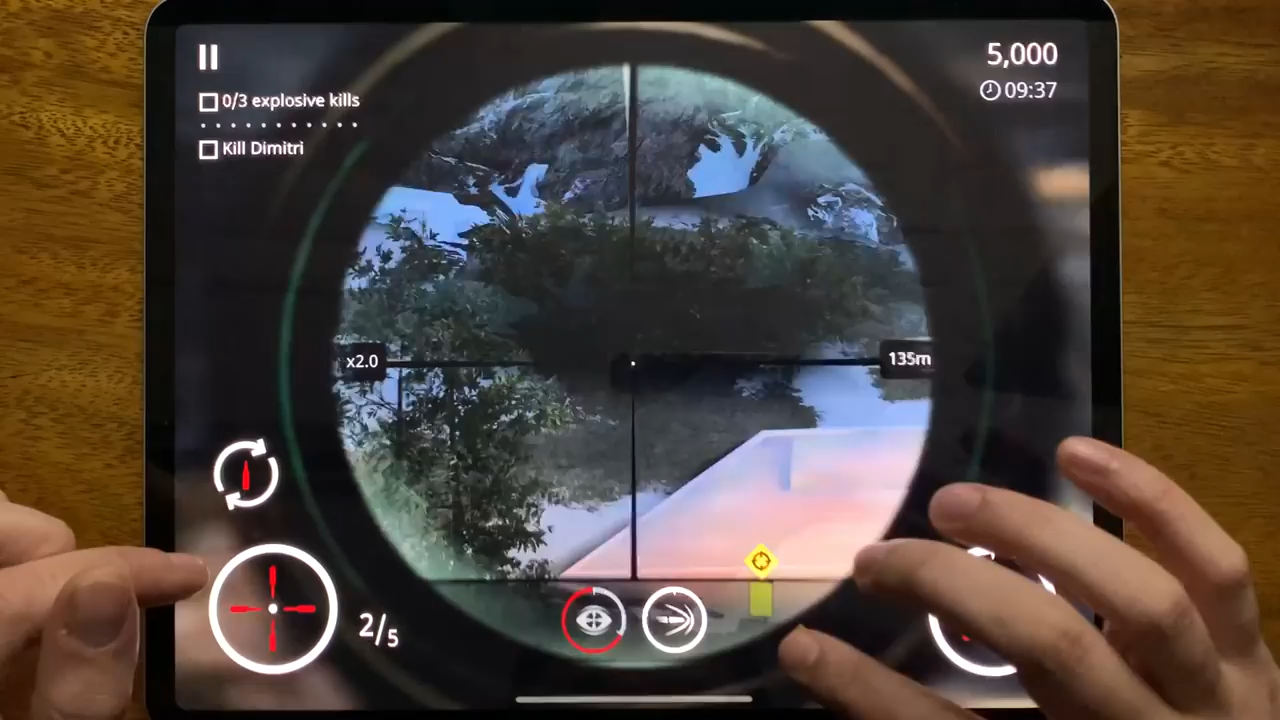 5,000
09:37
0/3 explosive kills
Kill Dimitri
x2.0
135m
2/5